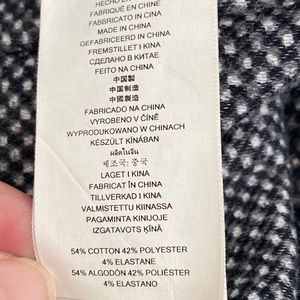 HECHO EN CHINA
FABRIQUÉ EN CHINE
FABBRICATO IN CINA
MADE IN CHINA
GEFABRICEERD IN CHINA
FREMSTILLET I KINA
СДЕЛАНО В КИТАЕ
FEITO NA CHINA
中国製
中国制造
中國製造
FABRICADO NA CHINA
VYROBENO V ČÍNĚ
WYPRODUKOWANO W CHINACH
KÉSZÜLT KÍNÁBAN
ผลิตในจีน
제조국: 중국
LAGET I KINA
FABRICAT ÎN CHINA
TILLVERKAD I KINA
VALMISTETTU KIINASSA
PAGAMINTA KINIJOJE
IZGATAVOTS ĶĪNĀ
54% COTTON 42% POLYESTER
4% ELASTANE
54% ALGODÓN 42% POLIÉSTER
4% ELASTANO